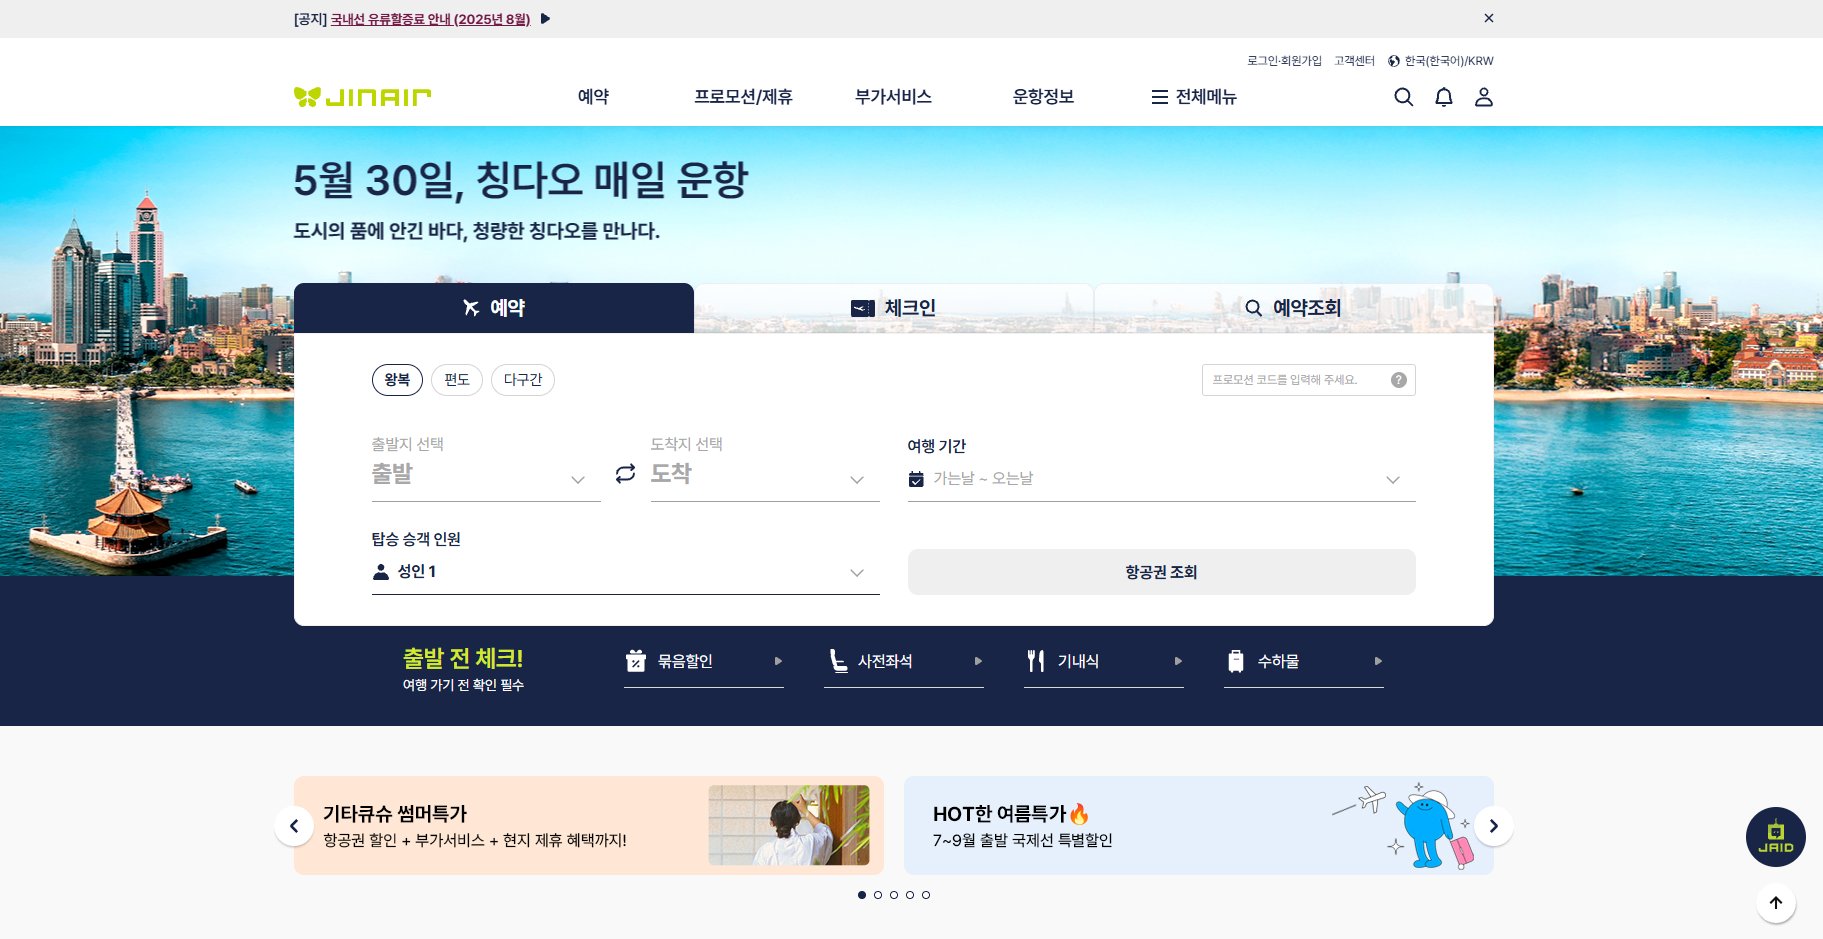 [공지] 국내선 유류할증료 안내 (2025년 8월)
로그인·회원가입 고객센터 한국(한국어)/KRW
JINAIR 예약 프로모션/제휴 부가서비스 운항정보 전체메뉴
5월 30일, 칭다오 매일 운항
도시의 품에 안긴 바다, 청량한 칭다오를 만나다.
예약 체크인 예약조회
왕복 편도 다구간 프로모션 코드를 입력해 주세요. ?
출발지 선택 도착지 선택 여행 기간
출발 도착 가는날 ~ 오는날
탑승 승객 인원
성인 1 항공권 조회
출발 전 체크!
여행 가기 전 확인 필수
묶음할인 사전좌석 기내식 수하물
기타큐슈 썸머특가
항공권 할인 + 부가서비스 + 현지 제휴 혜택까지!
HOT한 여름특가🔥
7~9월 출발 국제선 특별할인
JAID